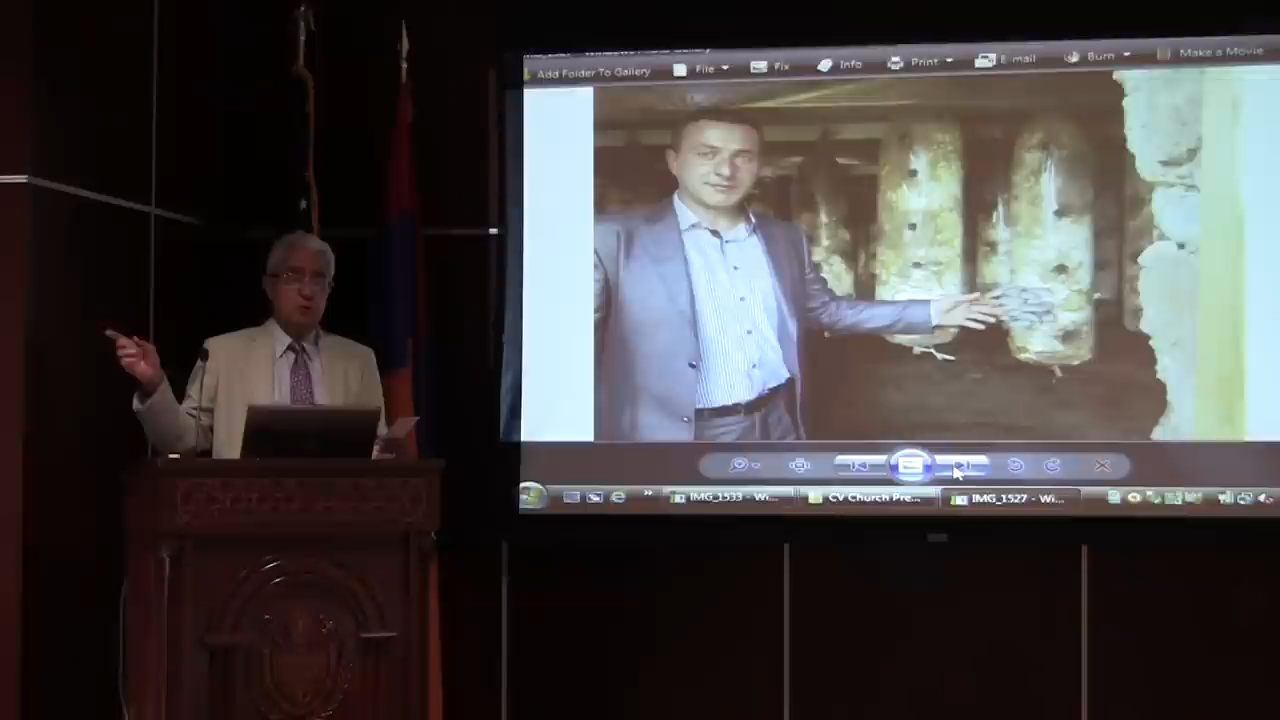 Add Folder To Gallery File Fix Info Print E-mail Burn Make a Movie
IMG_1533 - Wi... CV Church Pre... IMG_1527 - Wi...